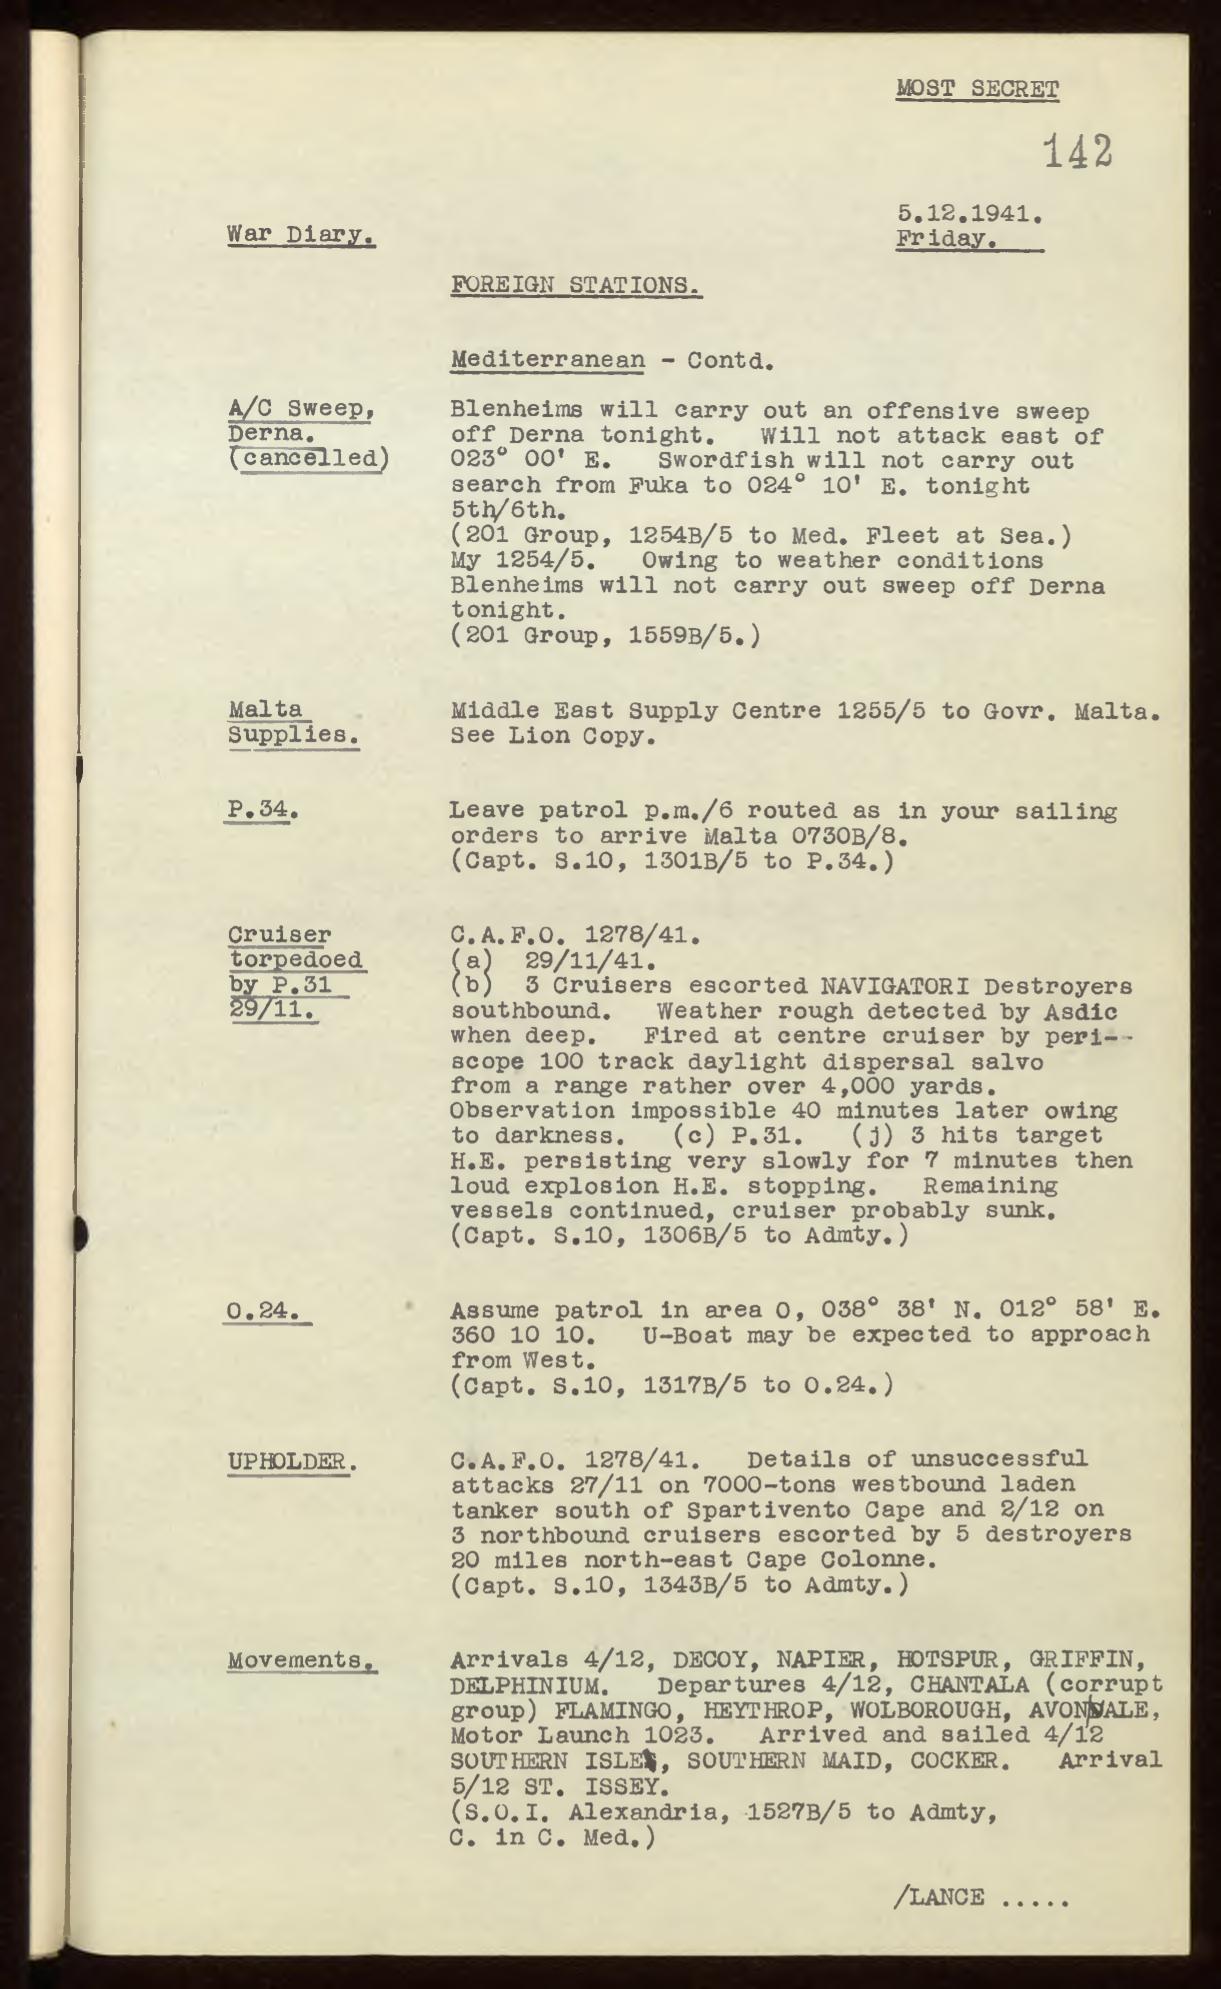 MOST SECRET
142
5.12.1941.
War Diary.
Friday.
FOREIGN STATIONS.
Mediterranean - Contd.
A/C Sweep,
Derna.
(cancelled)
Blenheims will carry out an offensive sweep
off Derna tonight. Will not attack east of
023° 00' E. Swordfish will not carry out
search from Fuka to 024° 10' E. tonight
5th/6th.
(201 Group, 1254B/5 to Med. Fleet at Sea.)
My 1254/5. Owing to weather conditions
Blenheims will not carry out sweep off Derna
tonight.
(201 Group, 1559B/5.)
Malta
Supplies.
Middle East Supply Centre 1255/5 to Govr. Malta.
See Lion Copy.
P.34.
Leave patrol p.m./6 routed as in your sailing
orders to arrive Malta 0730B/8.
(Capt. S.10, 1301B/5 to P.34.)
Cruiser
torpedoed
by P.31
29/11.
C.A.F.O. 1278/41.
(a) 29/11/41.
(b) 3 Cruisers escorted NAVIGATORI Destroyers
southbound. Weather rough detected by Asdic
when deep. Fired at centre cruiser by peri--
scope 100 track daylight dispersal salvo
from a range rather over 4,000 yards.
Observation impossible 40 minutes later owing
to darkness. (c) P.31. (j) 3 hits target
H.E. persisting very slowly for 7 minutes then
loud explosion H.E. stopping. Remaining
vessels continued, cruiser probably sunk.
(Capt. S.10, 1306B/5 to Admty.)
O.24.
Assume patrol in area O, 038° 38' N. 012° 58' E.
360 10 10. U-Boat may be expected to approach
from West.
(Capt. S.10, 1317B/5 to O.24.)
UPHOLDER.
C.A.F.O. 1278/41. Details of unsuccessful
attacks 27/11 on 7000-tons westbound laden
tanker south of Spartivento Cape and 2/12 on
3 northbound cruisers escorted by 5 destroyers
20 miles north-east Cape Colonne.
(Capt. S.10, 1343B/5 to Admty.)
Movements.
Arrivals 4/12, DECOY, NAPIER, HOTSPUR, GRIFFIN,
DELPHINIUM. Departures 4/12, CHANTALA (corrupt
group) FLAMINGO, HEYTHROP, WOLBOROUGH, AVONDALE,
Motor Launch 1023. Arrived and sailed 4/12
SOUTHERN ISLE, SOUTHERN MAID, COCKER. Arrival
5/12 ST. ISSEY.
(S.O.I. Alexandria, 1527B/5 to Admty,
C. in C. Med.)
/LANCE .....